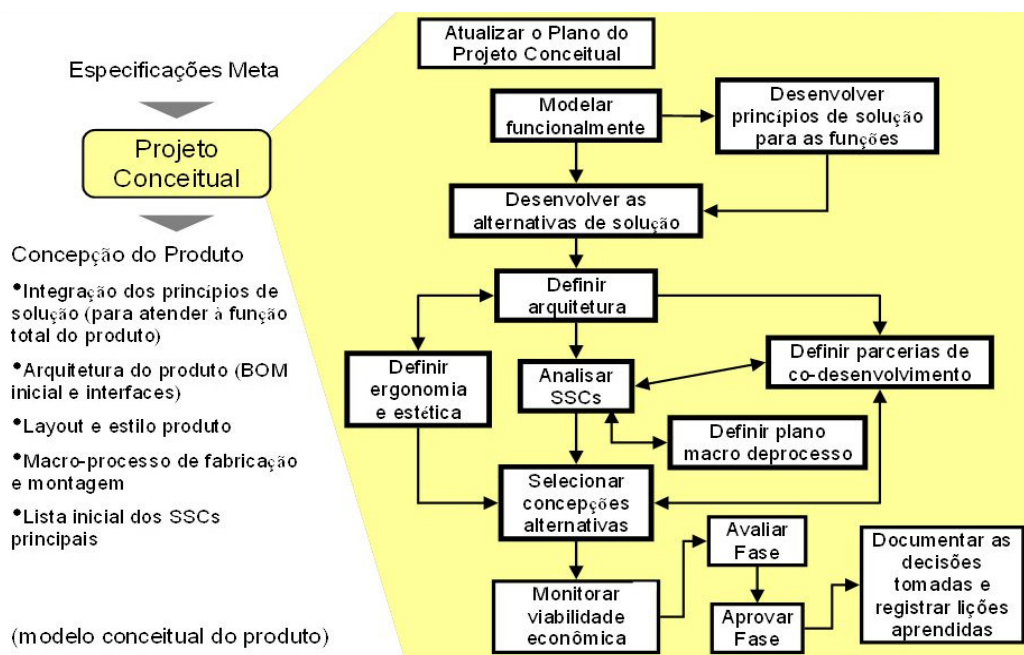 Especificações Meta
Projeto
Conceitual
Concepção do Produto
•Integração dos princípios de
solução (para atender à função
total do produto)
•Arquitetura do produto (BOM
inicial e interfaces)
•Layout e estilo produto
•Macro-processo de fabricação
e montagem
•Lista inicial dos SSCs
principais
(modelo conceitual do produto)
Atualizar o Plano do
Projeto Conceitual
Modelar
funcionalmente
Desenvolver
princípios de solução
para as funções
Desenvolver as
alternativas de solução
Definir
arquitetura
Definir
ergonomia
e estética
Analisar
SSCs
Definir parcerias de
co-desenvolvimento
Definir plano
macro deprocesso
Selecionar
concepções
alternativas
Monitorar
viabilidade
econômica
Avaliar
Fase
Aprovar
Fase
Documentar as
decisões
tomadas e
registrar lições
aprendidas